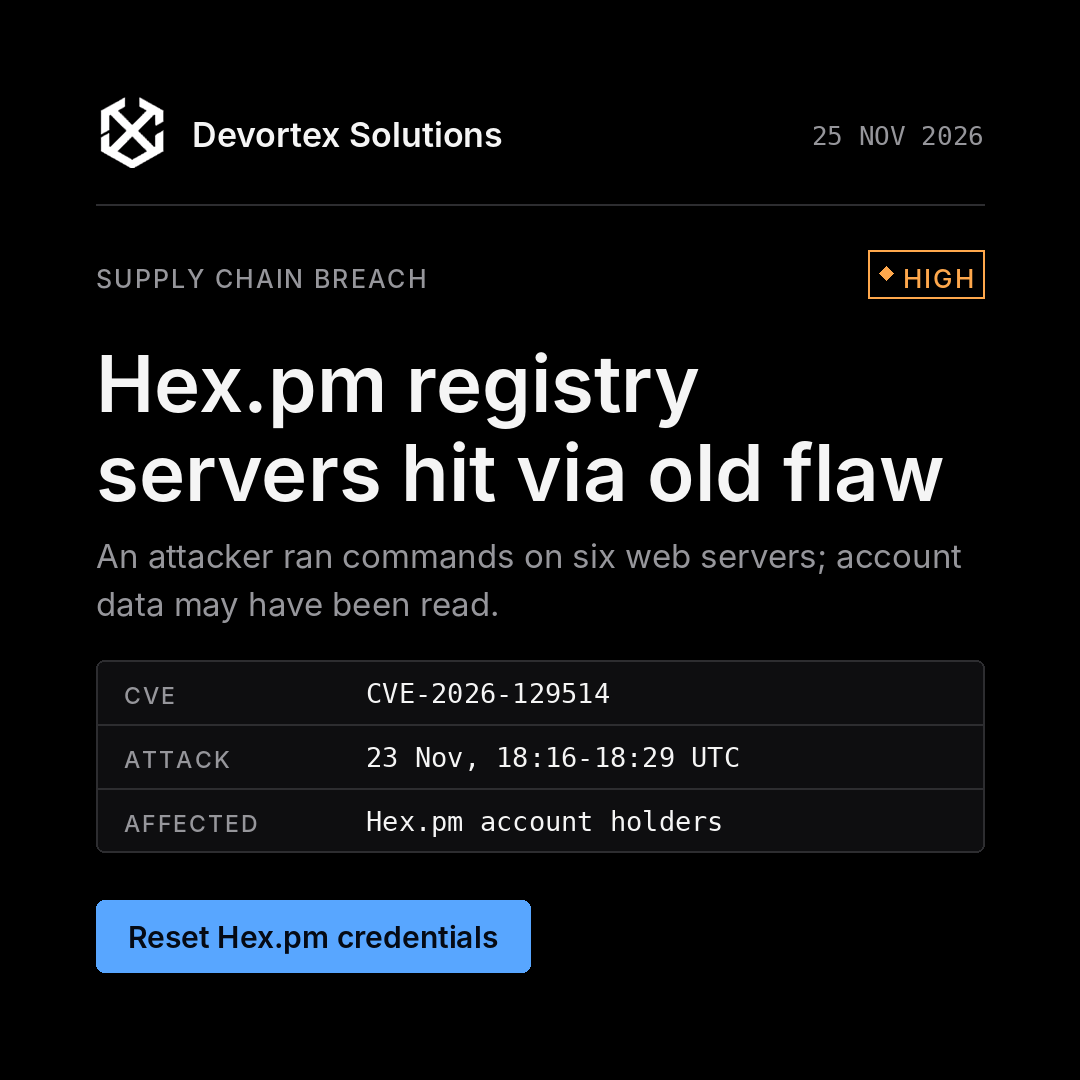 Devortex Solutions
25 NOV 2026
SUPPLY CHAIN BREACH
HIGH
Hex.pm registry
servers hit via old flaw
An attacker ran commands on six web servers; account
data may have been read.
CVE CVE-2026-129514
ATTACK 23 Nov, 18:16-18:29 UTC
AFFECTED Hex.pm account holders
Reset Hex.pm credentials